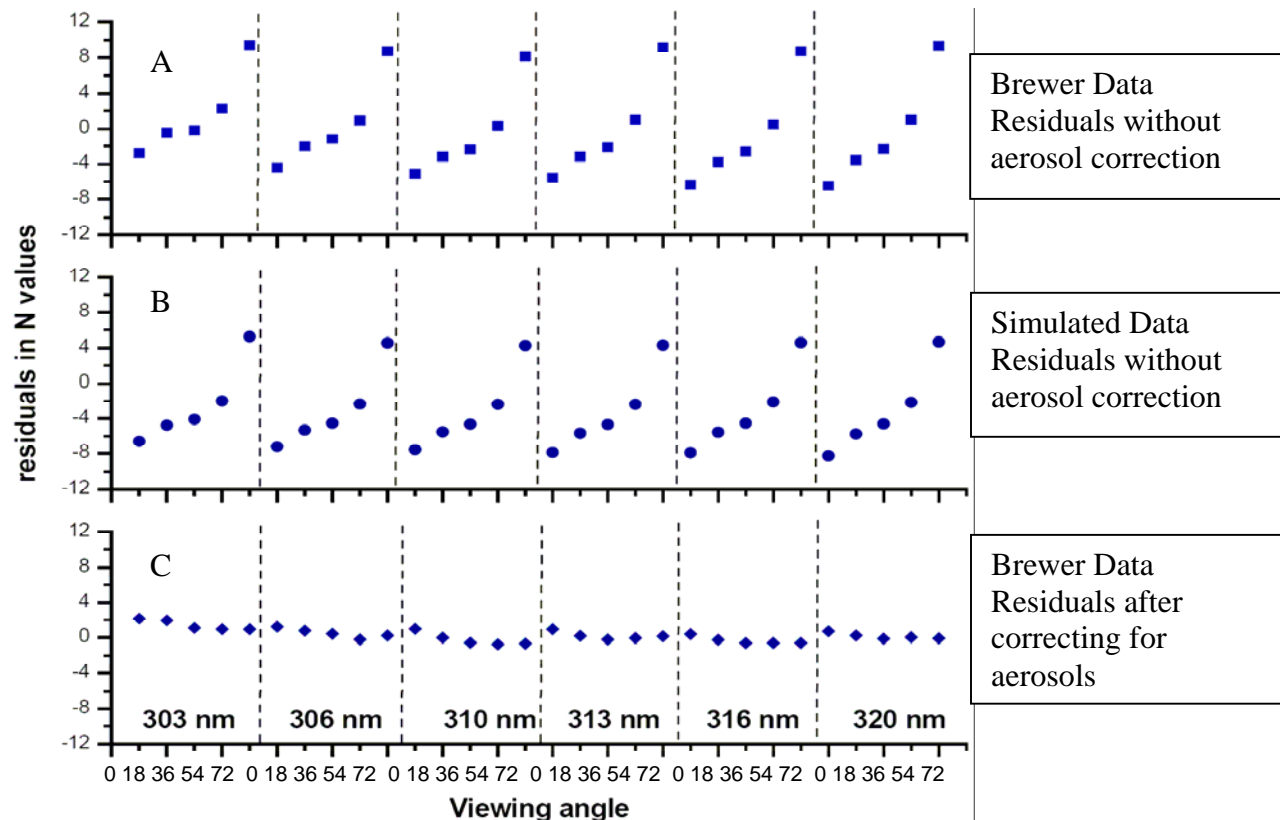 12
8
4
0
-4
-8
-12
A
Brewer Data
Residuals without
aerosol correction
12
8
4
0
-4
-8
-12
B
Simulated Data
Residuals without
aerosol correction
residuals in N values
12
8
4
0
-4
-8
-12
C
Brewer Data
Residuals after
correcting for
aerosols
303 nm 306 nm 310 nm 313 nm 316 nm 320 nm
0 18 36 54 72 0 18 36 54 72 0 18 36 54 72 0 18 36 54 72 0 18 36 54 72 0 18 36 54 72
Viewing angle